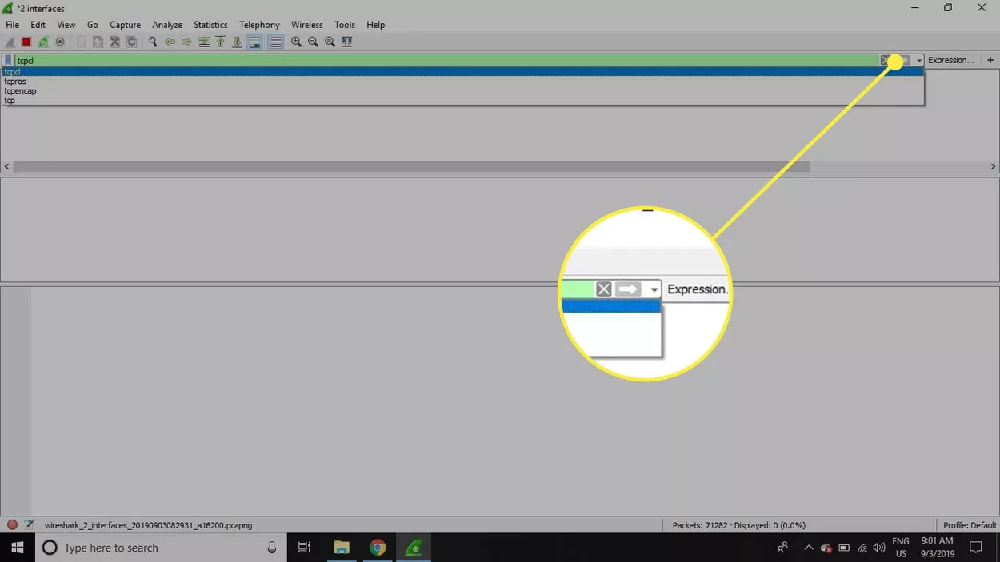 *2 interfaces
File Edit View Go Capture Analyze Statistics Telephony Wireless Tools Help
tcpcl Expression... +
tcpcl
tcpros
tcpencap
tcp
Expression.
wireshark_2_interfaces_20190903082931_a16200.pcapng Packets: 71282 · Displayed: 0 (0.0%) Profile: Default
Type here to search
ENG
US
9:01 AM
9/3/2019